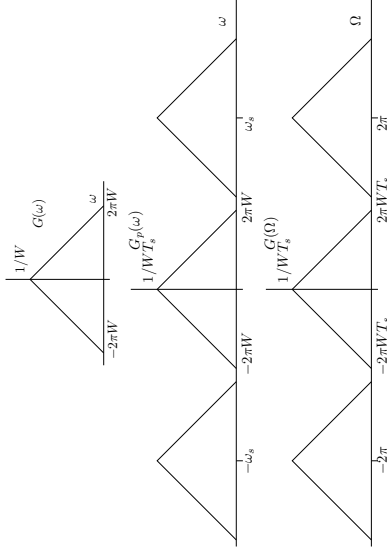 1/W
G(ω)
ω
−2πW
2πW
G_p(ω)
1/WT_s
ω
−ω_s
−2πW
2πW
ω_s
G(Ω)
1/WT_s
Ω
−2π
−2πWT_s
2πWT_s
2π